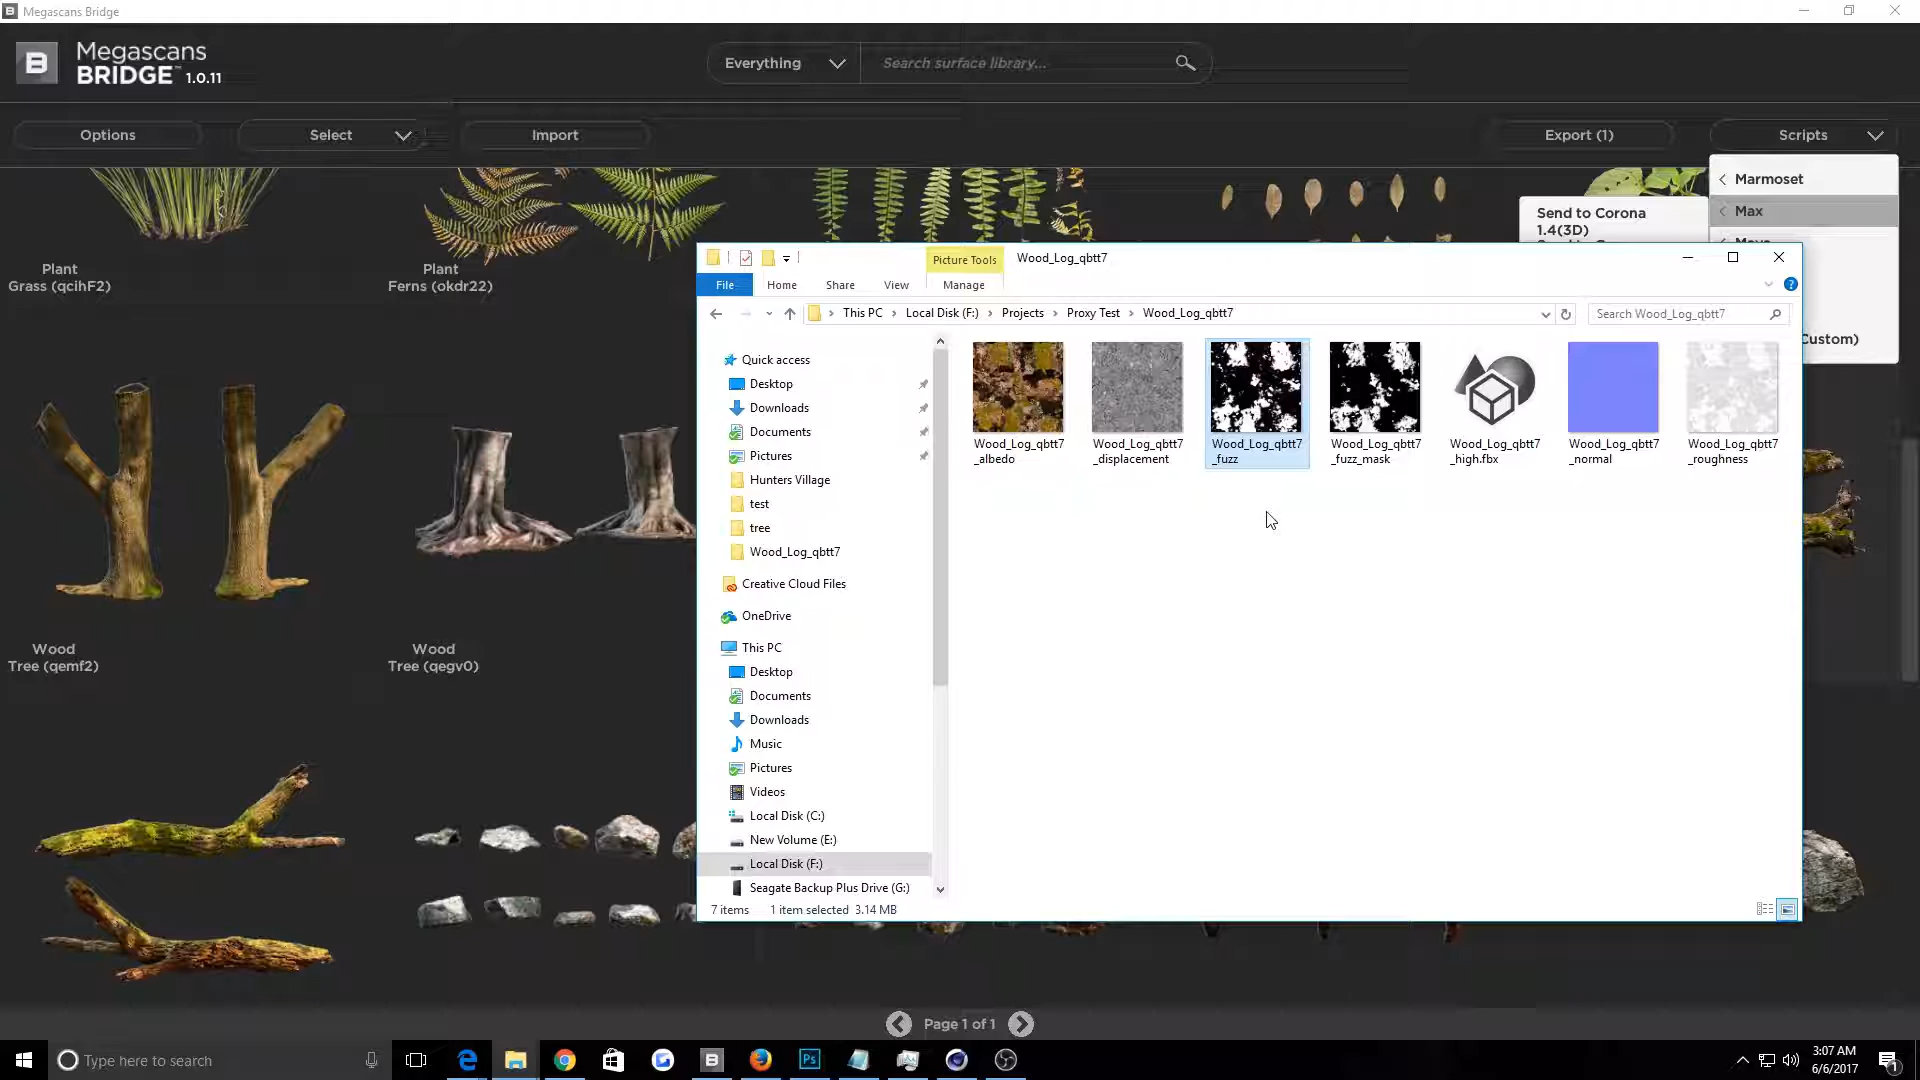 Megascans Bridge
Megascans
BRIDGE™ 1.0.11
Everything
Search surface library...
Options
Select
Import
Export (1)
Scripts
Marmoset
Max
Send to Corona
1.4(3D)
Custom)
Plant
Grass (qcihF2)
Plant
Ferns (okdr22)
Wood
Tree (qemf2)
Wood
Tree (qegv0)
Picture Tools
Wood_Log_qbtt7
File
Home
Share
View
Manage
This PC
Local Disk (F:)
Projects
Proxy Test
Wood_Log_qbtt7
Search Wood_Log_qbtt7
Quick access
Desktop
Downloads
Documents
Pictures
Hunters Village
test
tree
Wood_Log_qbtt7
Creative Cloud Files
OneDrive
This PC
Desktop
Documents
Downloads
Music
Pictures
Videos
Local Disk (C:)
New Volume (E:)
Local Disk (F:)
Seagate Backup Plus Drive (G:)
Wood_Log_qbtt7
_albedo
Wood_Log_qbtt7
_displacement
Wood_Log_qbtt7
_fuzz
Wood_Log_qbtt7
_fuzz_mask
Wood_Log_qbtt7
_high.fbx
Wood_Log_qbtt7
_normal
Wood_Log_qbtt7
_roughness
7 items
1 item selected 3.14 MB
Page 1 of 1
Type here to search
3:07 AM
6/6/2017